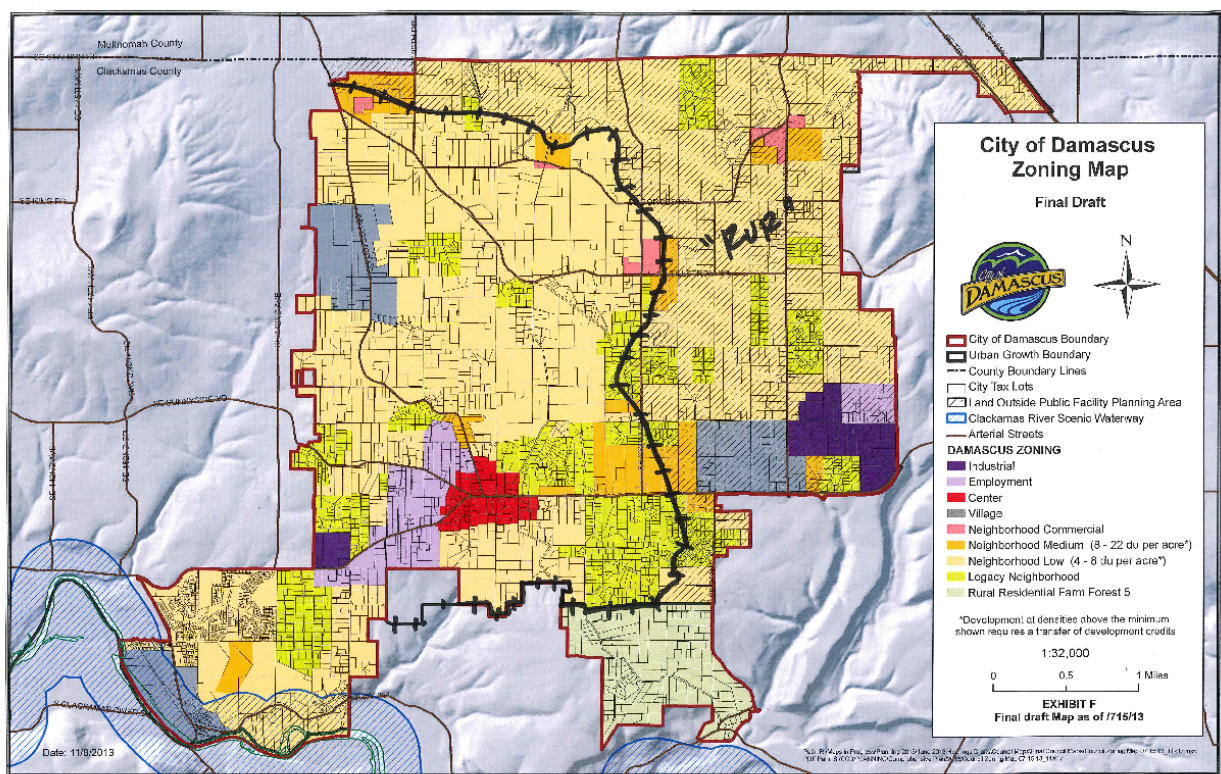 Multnomah County
Clackamas County
"RUR"
City of Damascus
Zoning Map
Final Draft
N
City of
DAMASCUS
City of Damascus Boundary
Urban Growth Boundary
County Boundary Lines
City Tax Lots
Land Outside Public Facility Planning Area
Clackamas River Scenic Waterway
Arterial Streets
DAMASCUS ZONING
Industrial
Employment
Center
Village
Neighborhood Commercial
Neighborhood Medium (8 - 22 du per acre*)
Neighborhood Low (4 - 8 du per acre*)
Legacy Neighborhood
Rural Residential Farm Forest 5
*Development at densities above the minimum
shown requires a transfer of development credits
1:32,000
0 0.5 1 Miles
EXHIBIT F
Final draft Map as of /715/13
Date: 11/8/2013